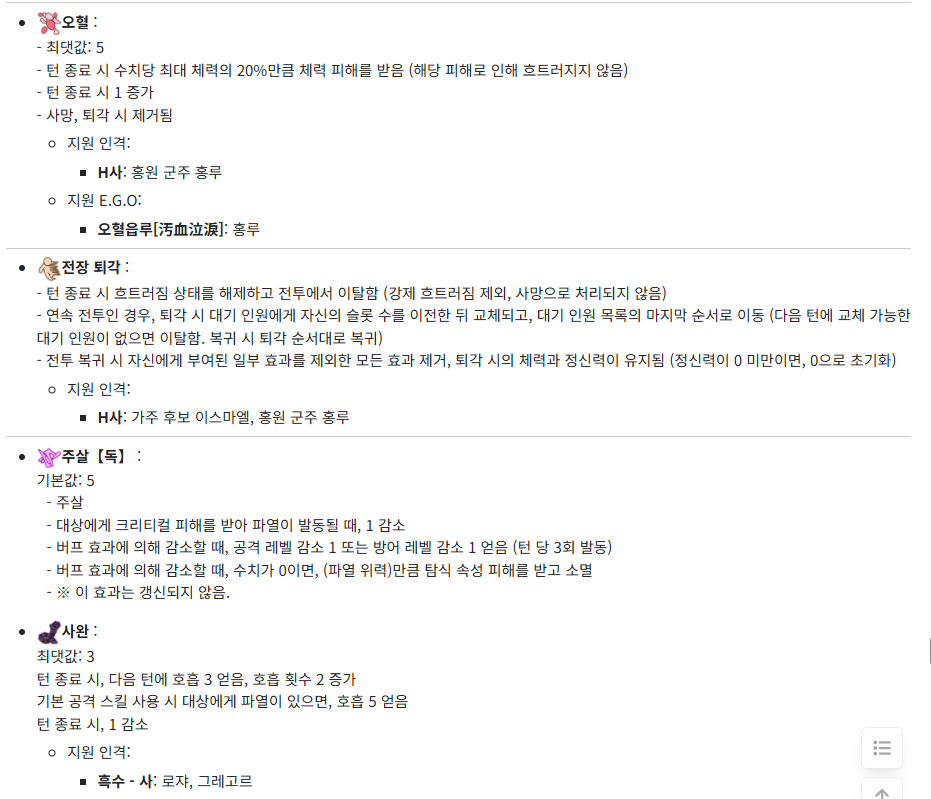 오혈 :
- 최댓값: 5
- 턴 종료 시 수치당 최대 체력의 20%만큼 체력 피해를 받음 (해당 피해로 인해 흐트러지지 않음)
- 턴 종료 시 1 증가
- 사망, 퇴각 시 제거됨
지원 인격:
H사: 홍원 군주 홍루
지원 E.G.O:
오혈읍루[汚血泣淚]: 홍루
전장 퇴각 :
- 턴 종료 시 흐트러짐 상태를 해제하고 전투에서 이탈함 (강제 흐트러짐 제외, 사망으로 처리되지 않음)
- 연속 전투인 경우, 퇴각 시 대기 인원에게 자신의 슬롯 수를 이전한 뒤 교체되고, 대기 인원 목록의 마지막 순서로 이동 (다음 턴에 교체 가능한
대기 인원이 없으면 이탈함. 복귀 시 퇴각 순서대로 복귀)
- 전투 복귀 시 자신에게 부여된 일부 효과를 제외한 모든 효과 제거, 퇴각 시의 체력과 정신력이 유지됨 (정신력이 0 미만이면, 0으로 초기화)
지원 인격:
H사: 가주 후보 이스마엘, 홍원 군주 홍루
주살【독】 :
기본값: 5
- 주살
- 대상에게 크리티컬 피해를 받아 파열이 발동될 때, 1 감소
- 버프 효과에 의해 감소할 때, 공격 레벨 감소 1 또는 방어 레벨 감소 1 얻음 (턴 당 3회 발동)
- 버프 효과에 의해 감소할 때, 수치가 0이면, (파열 위력)만큼 탐식 속성 피해를 받고 소멸
- ※ 이 효과는 갱신되지 않음.
사완 :
최댓값: 3
턴 종료 시, 다음 턴에 호흡 3 얻음, 호흡 횟수 2 증가
기본 공격 스킬 사용 시 대상에게 파열이 있으면, 호흡 5 얻음
턴 종료 시, 1 감소
지원 인격:
흑수 - 사: 로쟈, 그레고르